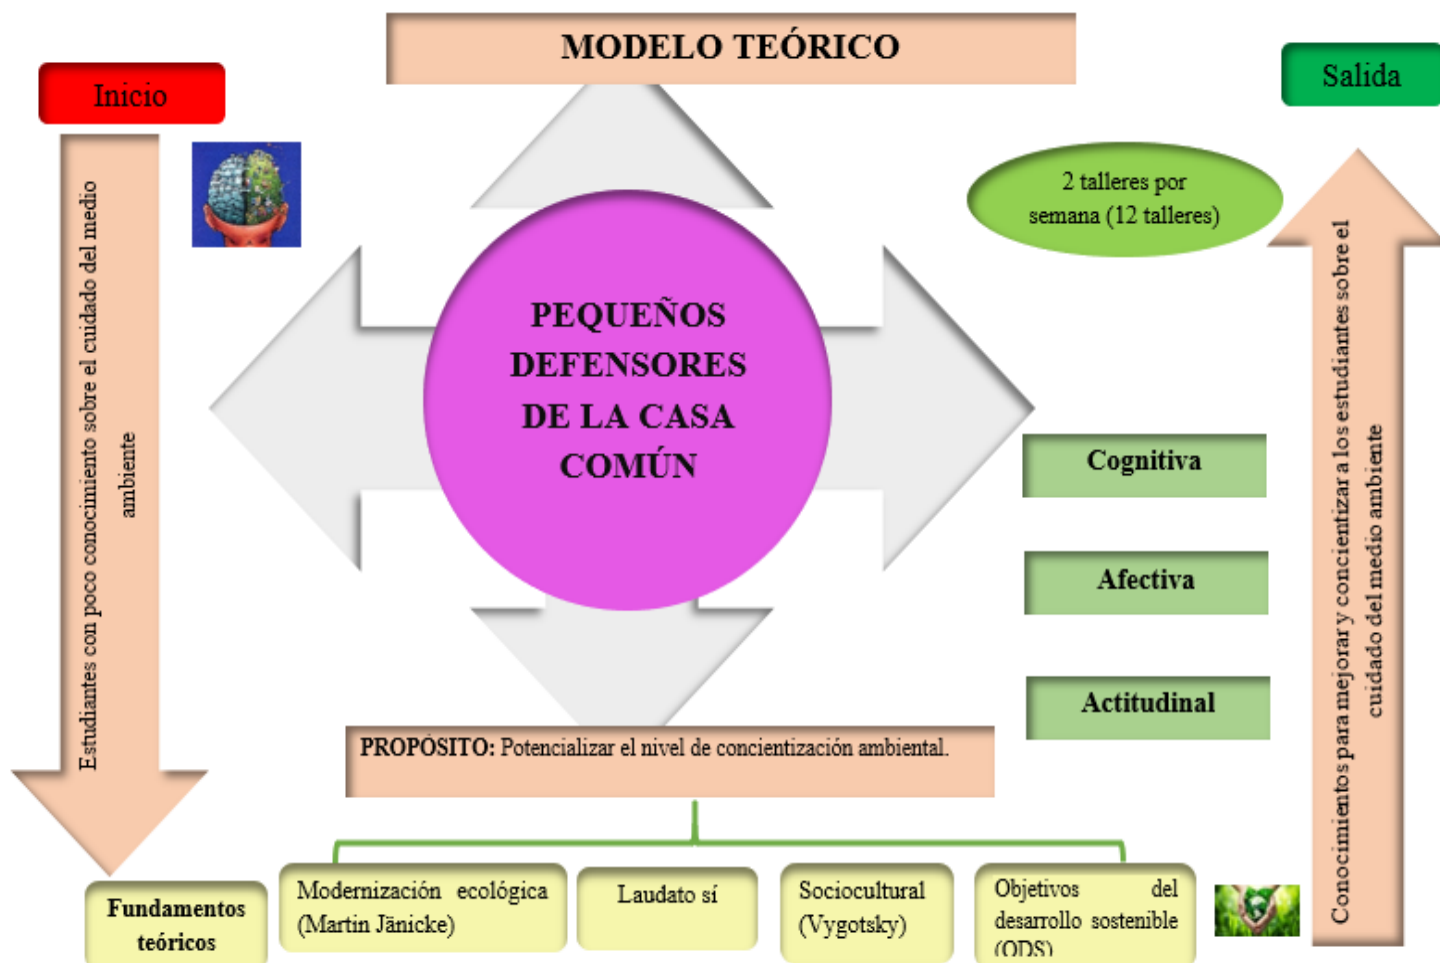 MODELO TEÓRICO
Inicio
Salida
Estudiantes con poco conocimiento sobre el cuidado del medio
ambiente
2 talleres por
semana (12 talleres)
PEQUEÑOS
DEFENSORES
DE LA CASA
COMÚN
Cognitiva
Afectiva
Actitudinal
Conocimientos para mejorar y concientizar a los estudiantes sobre el
cuidado del medio ambiente
PROPÓSITO: Potencializar el nivel de concientización ambiental.
Fundamentos
teóricos
Modernización ecológica
(Martin Jänicke)
Laudato sí
Sociocultural
(Vygotsky)
Objetivos del
desarrollo sostenible
(ODS)